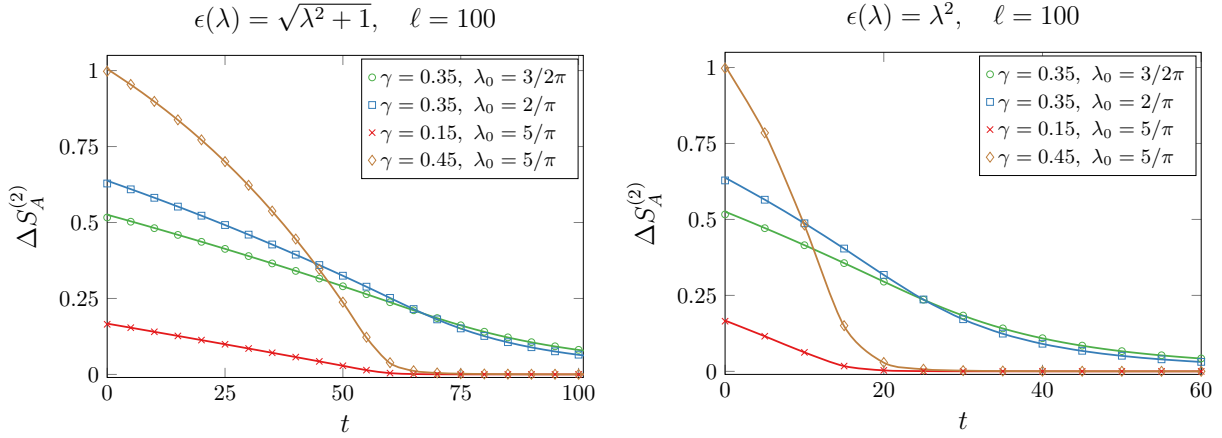 ϵ(λ) = √(λ² + 1), ℓ = 100
ΔS_A^(2)
1
0.75
0.5
0.25
0
γ = 0.35, λ₀ = 3/2π
γ = 0.35, λ₀ = 2/π
γ = 0.15, λ₀ = 5/π
γ = 0.45, λ₀ = 5/π
0 25 50 75 100
t
ϵ(λ) = λ², ℓ = 100
ΔS_A^(2)
1
0.75
0.5
0.25
0
γ = 0.35, λ₀ = 3/2π
γ = 0.35, λ₀ = 2/π
γ = 0.15, λ₀ = 5/π
γ = 0.45, λ₀ = 5/π
0 20 40 60
t